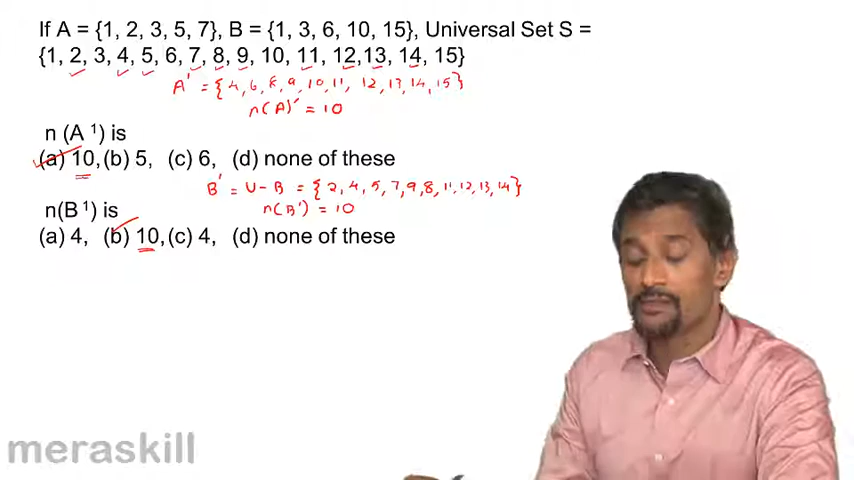 If A = {1, 2, 3, 5, 7}, B = {1, 3, 6, 10, 15}, Universal Set S =
{1, 2, 3, 4, 5, 6, 7, 8, 9, 10, 11, 12, 13, 14, 15}
A' = {4, 6, 8, 9, 10, 11, 12, 13, 14, 15}
n(A)' = 10
n (A ¹) is
(a) 10, (b) 5, (c) 6, (d) none of these
B' = U - B = {2, 4, 5, 7, 9, 8, 11, 12, 13, 14}
n(B') = 10
n(B ¹) is
(a) 4, (b) 10, (c) 4, (d) none of these
meraskill